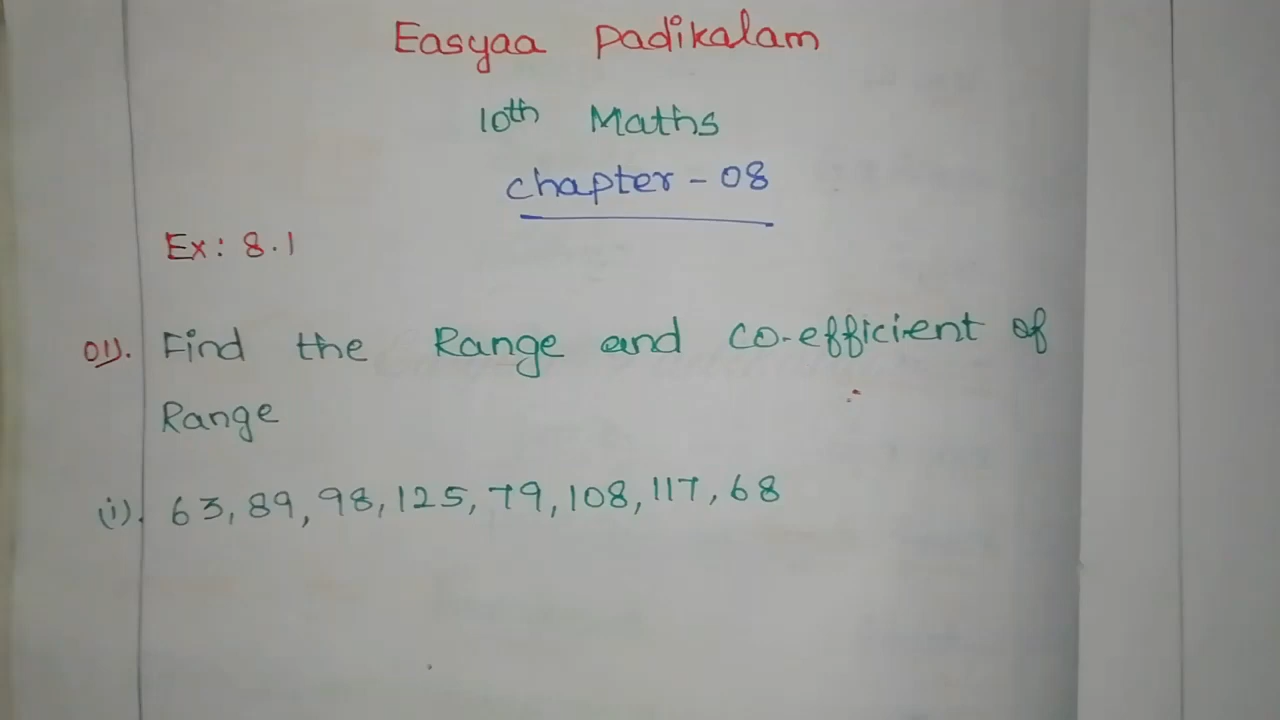 Easyaa Padikalam
10th Maths
Chapter - 08
Ex: 8.1
01). Find the Range and co-efficient of
Range
(i). 63, 89, 98, 125, 79, 108, 117, 68